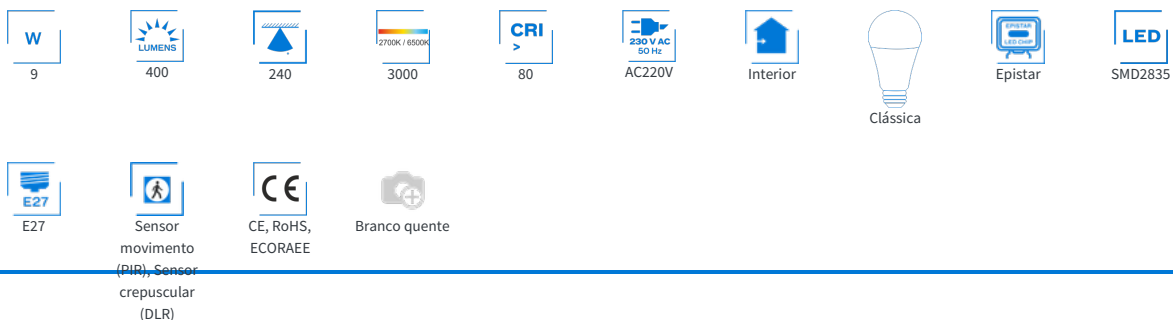 W
9
LUMENS
400
240
2700K / 6500K
3000
CRI
>
80
230 V AC
50 Hz
AC220V
Interior
Clássica
EPISTAR
LED CHIP
Epistar
LED
SMD2835
E27
E27
Sensor
movimento
(PIR), Sensor
crepuscular
(DLR)
CE
CE, RoHS,
ECORAEE
Branco quente